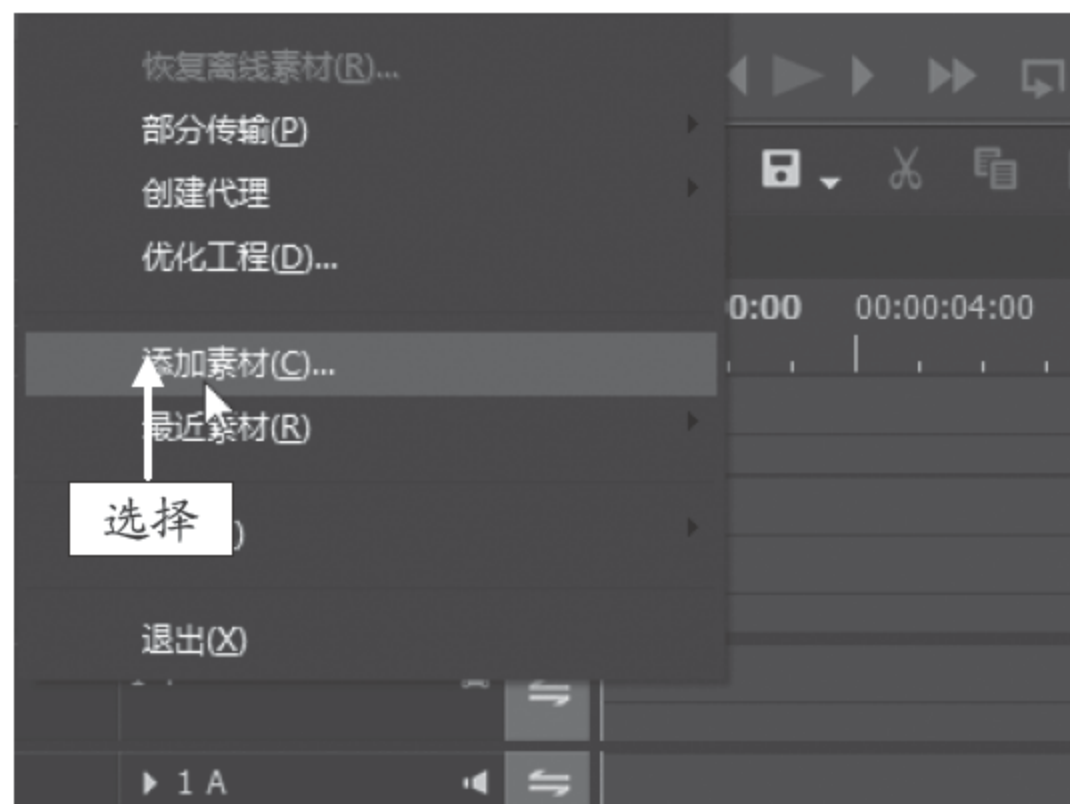 恢复离线素材(R)...
部分传输(P)
创建代理
优化工程(D)...
0:00 00:00:04:00
添加素材(C)...
最近素材(R)
选择
)
退出(X)
1 A